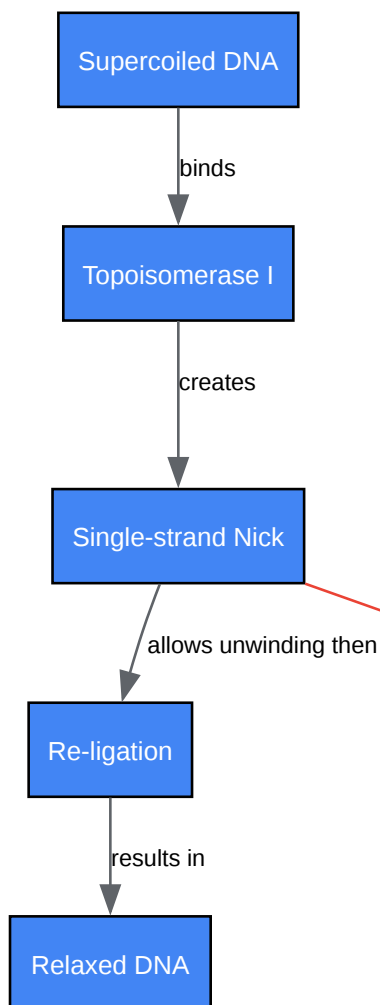 Supercoiled DNA
binds
Topoisomerase I
creates
Single-strand Nick
allows unwinding then
Re-ligation
results in
Relaxed DNA